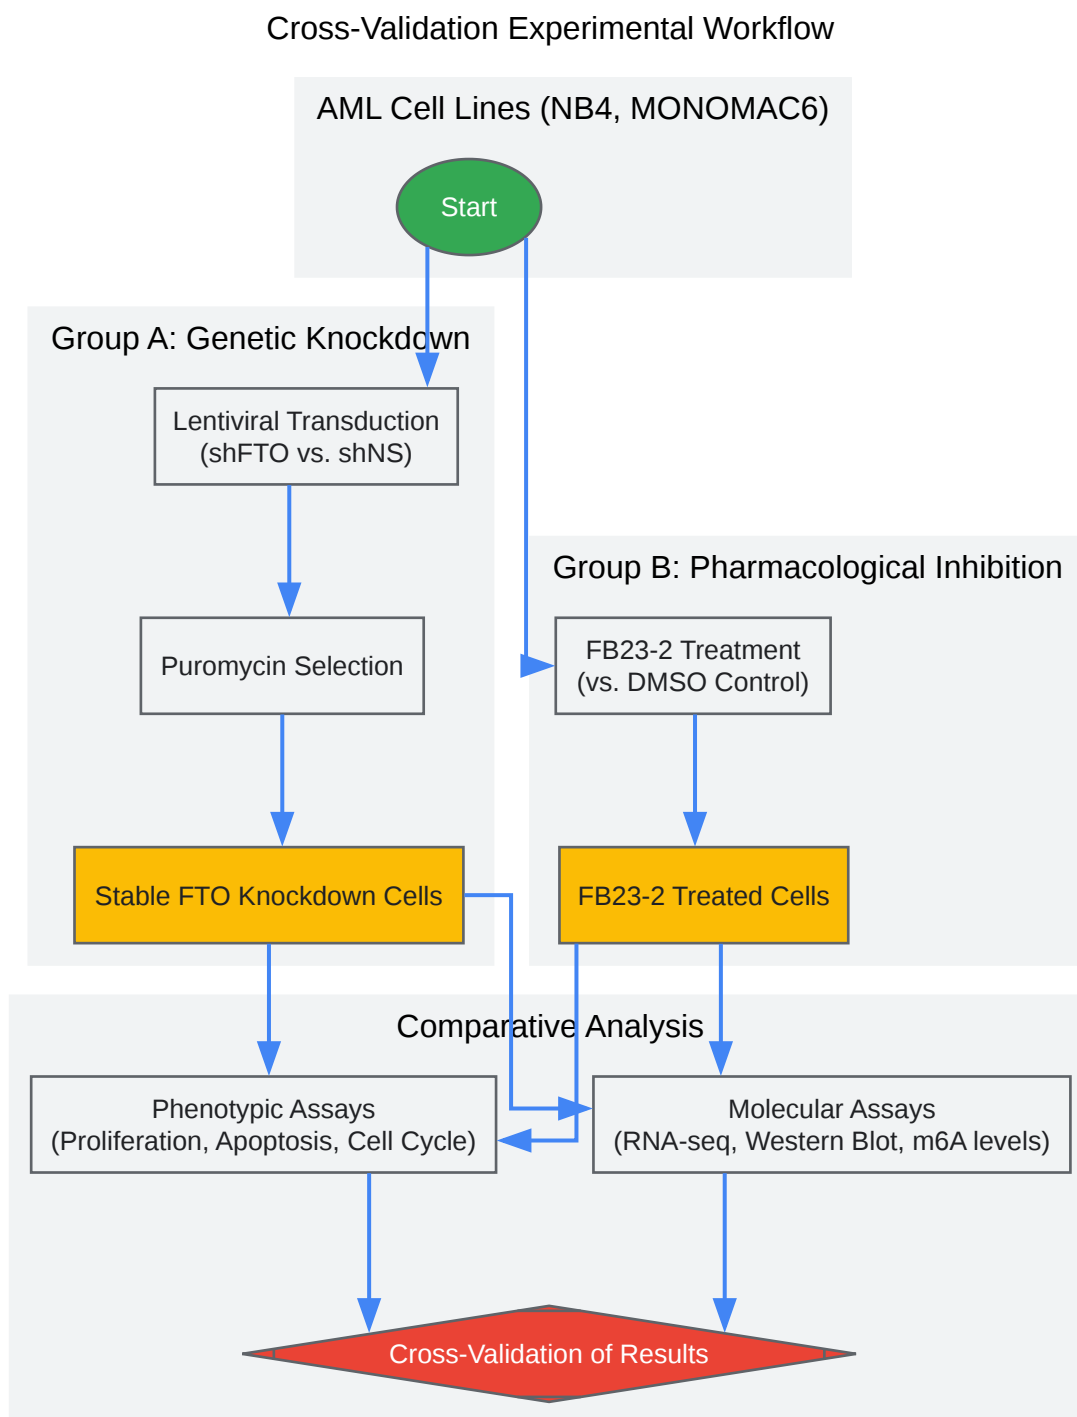 Cross-Validation Experimental Workflow
AML Cell Lines (NB4, MONOMAC6)
Start
Group A: Genetic Knockdown
Lentiviral Transduction
(shFTO vs. shNS)
Puromycin Selection
Stable FTO Knockdown Cells
Group B: Pharmacological Inhibition
FB23-2 Treatment
(vs. DMSO Control)
FB23-2 Treated Cells
Comparative Analysis
Phenotypic Assays
(Proliferation, Apoptosis, Cell Cycle)
Molecular Assays
(RNA-seq, Western Blot, m6A levels)
Cross-Validation of Results